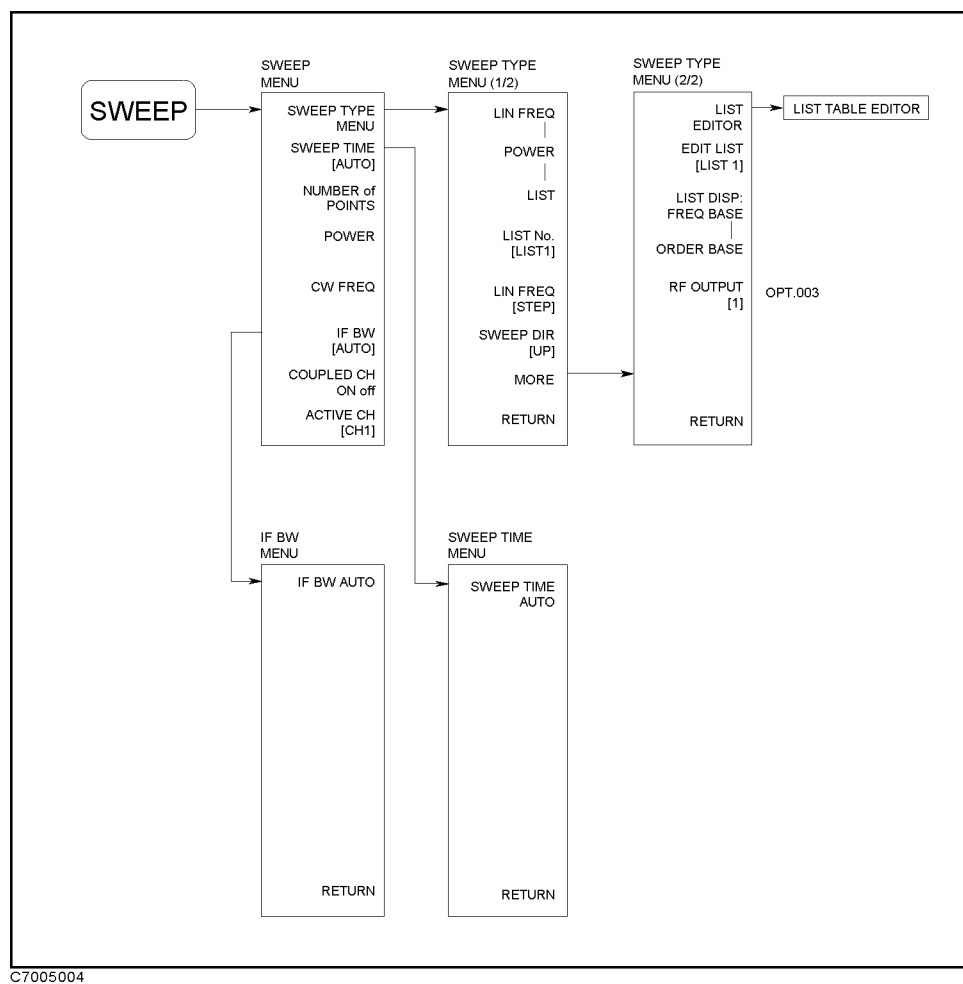 SWEEP
SWEEP
MENU
SWEEP TYPE
MENU
SWEEP TIME
[AUTO]
NUMBER of
POINTS
POWER
CW FREQ
IF BW
[AUTO]
COUPLED CH
ON off
ACTIVE CH
[CH1]
SWEEP TYPE
MENU (1/2)
LIN FREQ
POWER
LIST
LIST No.
[LIST1]
LIN FREQ
[STEP]
SWEEP DIR
[UP]
MORE
RETURN
SWEEP TYPE
MENU (2/2)
LIST
EDITOR
EDIT LIST
[LIST 1]
LIST DISP:
FREQ BASE
ORDER BASE
RF OUTPUT
[1]
RETURN
LIST TABLE EDITOR
OPT.003
IF BW
MENU
IF BW AUTO
RETURN
SWEEP TIME
MENU
SWEEP TIME
AUTO
RETURN
C7005004